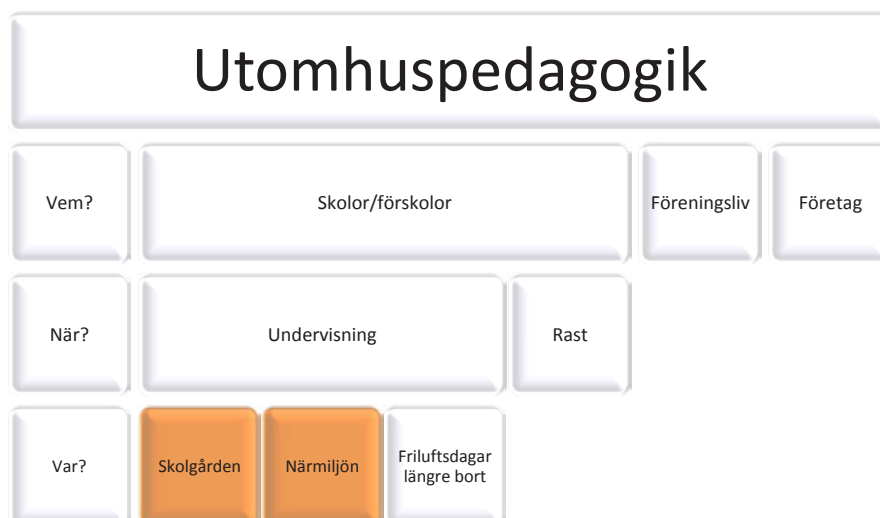 Utomhuspedagogik
Vem?
Skolor/förskolor
Föreningsliv
Företag
När?
Undervisning
Rast
Var?
Skolgården
Närmiljön
Friluftsdagar
längre bort